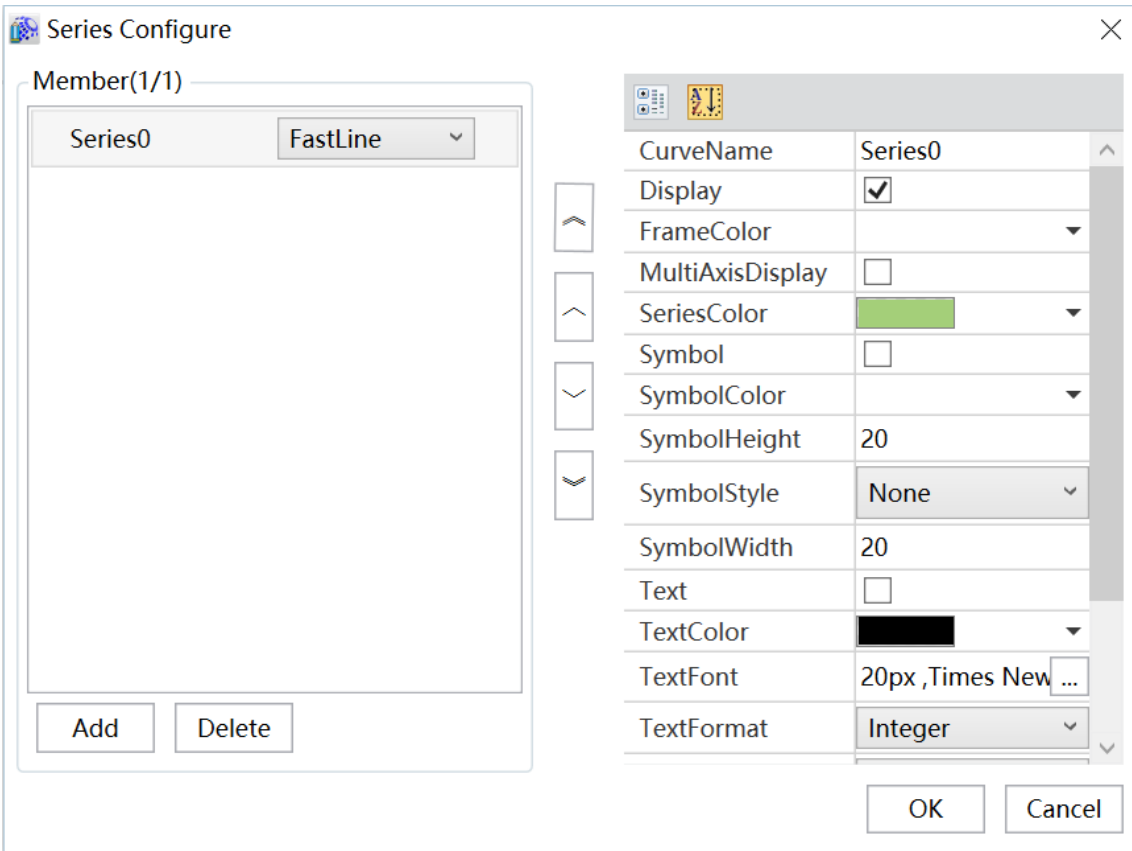 Series Configure
Member(1/1)
Series0 FastLine
Add Delete
CurveName Series0
Display
FrameColor
MultiAxisDisplay
SeriesColor
Symbol
SymbolColor
SymbolHeight 20
SymbolStyle None
SymbolWidth 20
Text
TextColor
TextFont 20px ,Times New ...
TextFormat Integer
OK Cancel